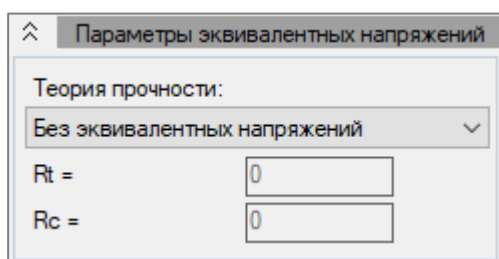 Параметры эквивалентных напряжений
Теория прочности:
Без эквивалентных напряжений
Rt = 0
Rc = 0